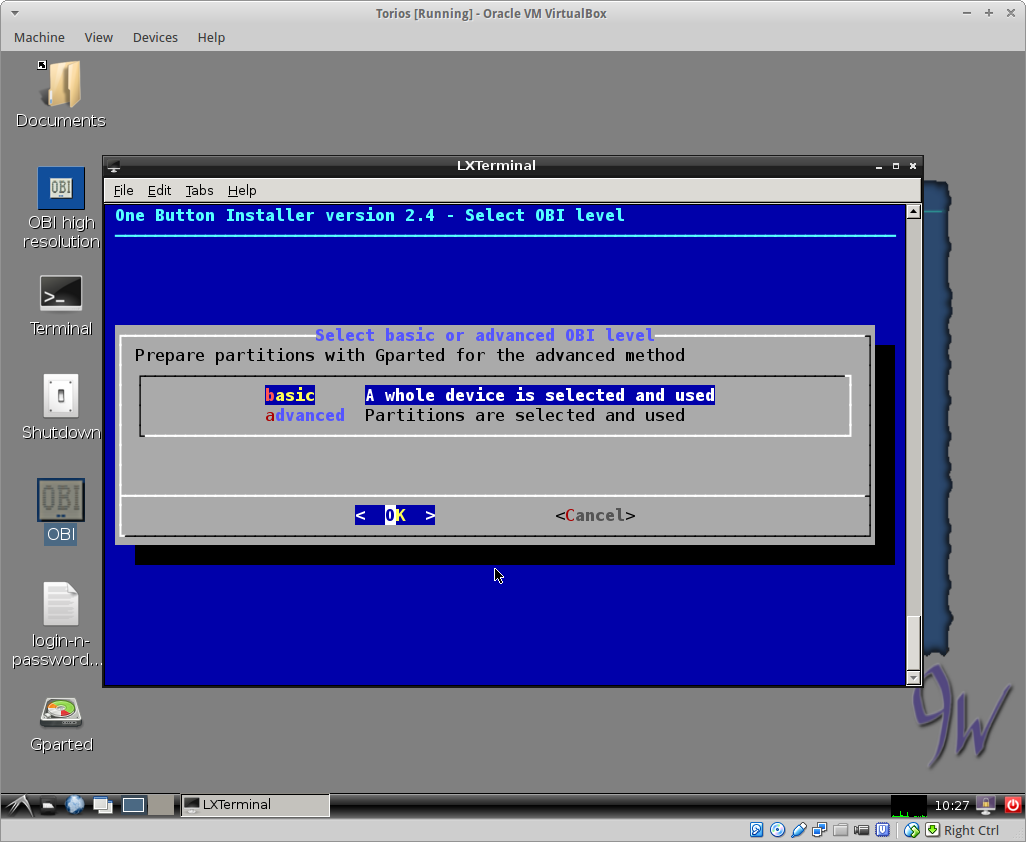 Torios [Running] - Oracle VM VirtualBox
Machine View Devices Help
Documents
OBI
OBI high
resolution
Terminal
Shutdown
OBI
OBI
login-n-
password...
Gparted
LXTerminal
File Edit Tabs Help
One Button Installer version 2.4 - Select OBI level
Select basic or advanced OBI level
Prepare partitions with Gparted for the advanced method
basic A whole device is selected and used
advanced Partitions are selected and used
< OK > <Cancel>
9W
LXTerminal
10:27
Right Ctrl